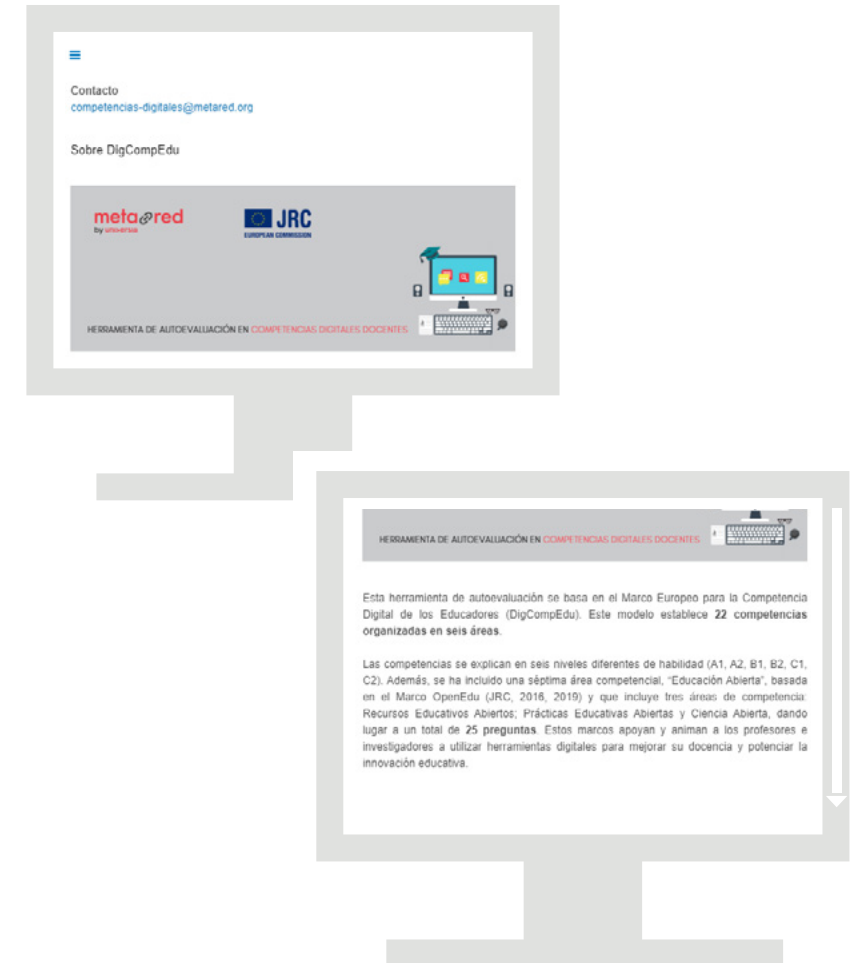 Contacto
competencias-digitales@metared.org
Sobre DigCompEdu
meta red
by universia
JRC
EUROPEAN COMMISSION
HERRAMIENTA DE AUTOEVALUACIÓN EN COMPETENCIAS DIGITALES DOCENTES
HERRAMIENTA DE AUTOEVALUACIÓN EN COMPETENCIAS DIGITALES DOCENTES
Esta herramienta de autoevaluación se basa en el Marco Europeo para la Competencia
Digital de los Educadores (DigCompEdu). Este modelo establece 22 competencias
organizadas en seis áreas.
Las competencias se explican en seis niveles diferentes de habilidad (A1, A2, B1, B2, C1,
C2). Además, se ha incluido una séptima área competencial, "Educación Abierta", basada
en el Marco OpenEdu (JRC, 2016, 2019) y que incluye tres áreas de competencia:
Recursos Educativos Abiertos; Prácticas Educativas Abiertas y Ciencia Abierta, dando
lugar a un total de 25 preguntas. Estos marcos apoyan y animan a los profesores e
investigadores a utilizar herramientas digitales para mejorar su docencia y potenciar la
innovación educativa.